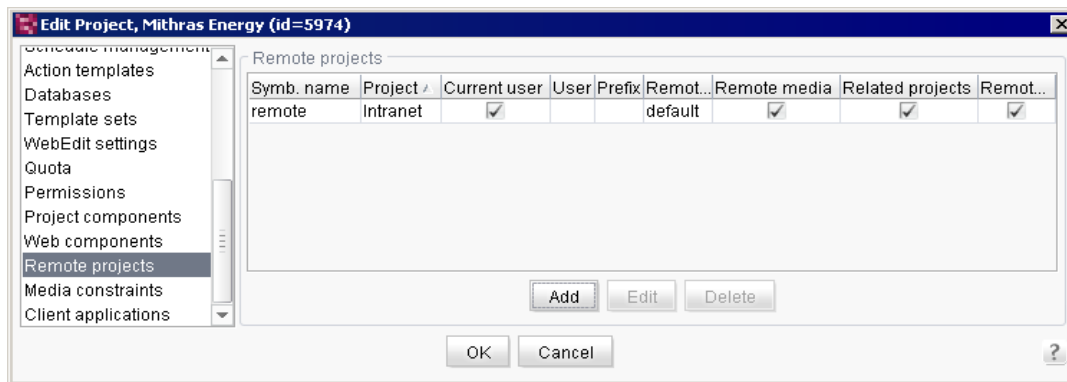 Edit Project, Mithras Energy (id=5974)
Schedule management
Action templates
Databases
Template sets
WebEdit settings
Quota
Permissions
Project components
Web components
Remote projects
Media constraints
Client applications
Remote projects
Symb. name Project Current user User Prefix Remot... Remote media Related projects Remot...
remote Intranet default
Add Edit Delete
OK Cancel ?